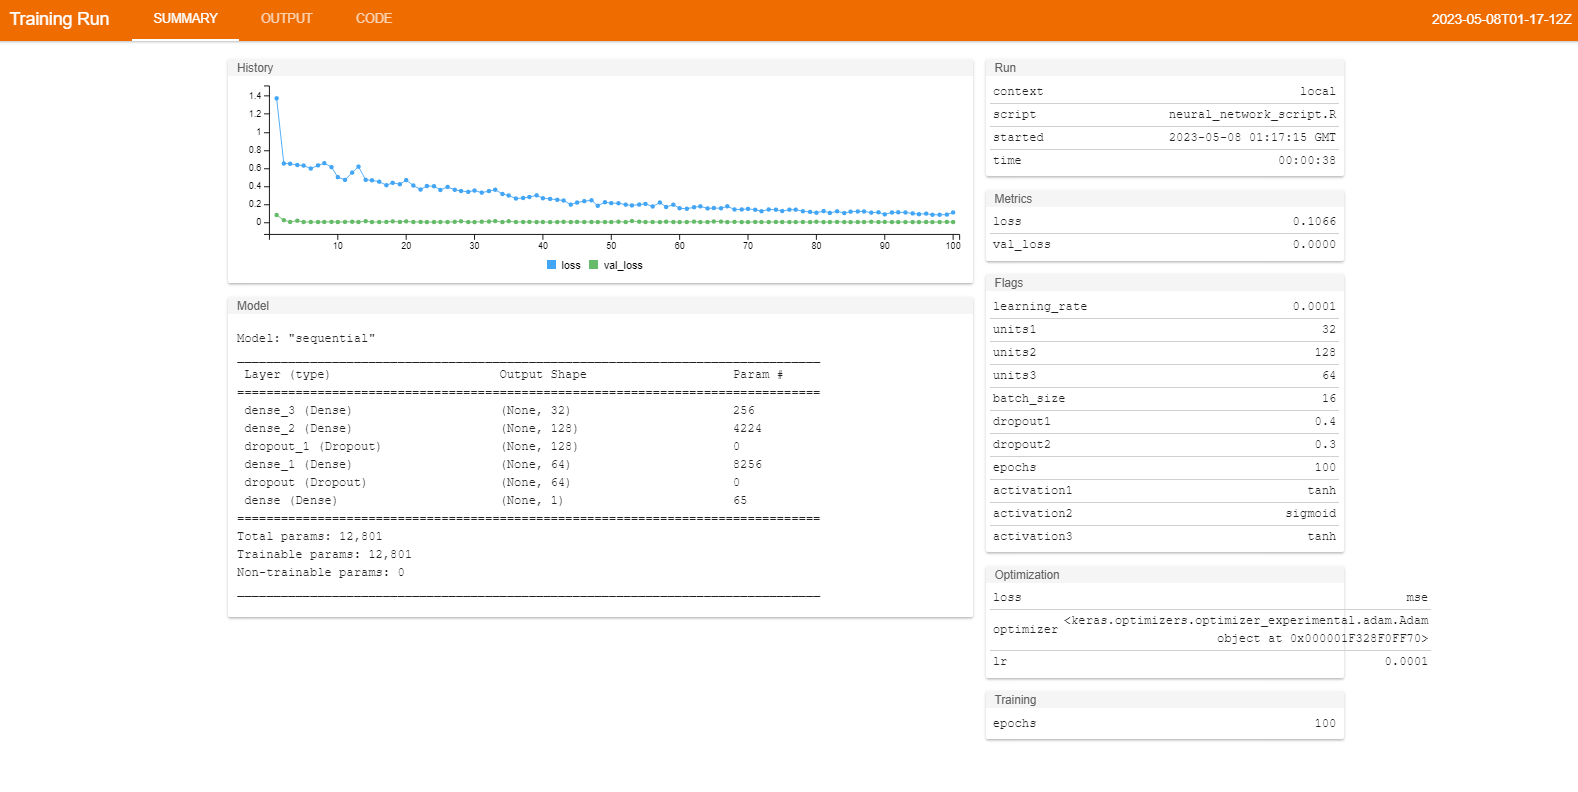 Training Run SUMMARY OUTPUT CODE 2023-05-08T01-17-12Z
History
1.4
1.2
1
0.8
0.6
0.4
0.2
0
10 20 30 40 50 60 70 80 90 100
loss val_loss
Model
Model: "sequential"
________________________________________________________________________________
Layer (type) Output Shape Param #
================================================================================
dense_3 (Dense) (None, 32) 256
dense_2 (Dense) (None, 128) 4224
dropout_1 (Dropout) (None, 128) 0
dense_1 (Dense) (None, 64) 8256
dropout (Dropout) (None, 64) 0
dense (Dense) (None, 1) 65
================================================================================
Total params: 12,801
Trainable params: 12,801
Non-trainable params: 0
________________________________________________________________________________
Run
context local
script neural_network_script.R
started 2023-05-08 01:17:15 GMT
time 00:00:38
Metrics
loss 0.1066
val_loss 0.0000
Flags
learning_rate 0.0001
units1 32
units2 128
units3 64
batch_size 16
dropout1 0.4
dropout2 0.3
epochs 100
activation1 tanh
activation2 sigmoid
activation3 tanh
Optimization
loss mse
optimizer <keras.optimizers.optimizer_experimental.adam.Adam
object at 0x000001F328F0FF70>
lr 0.0001
Training
epochs 100